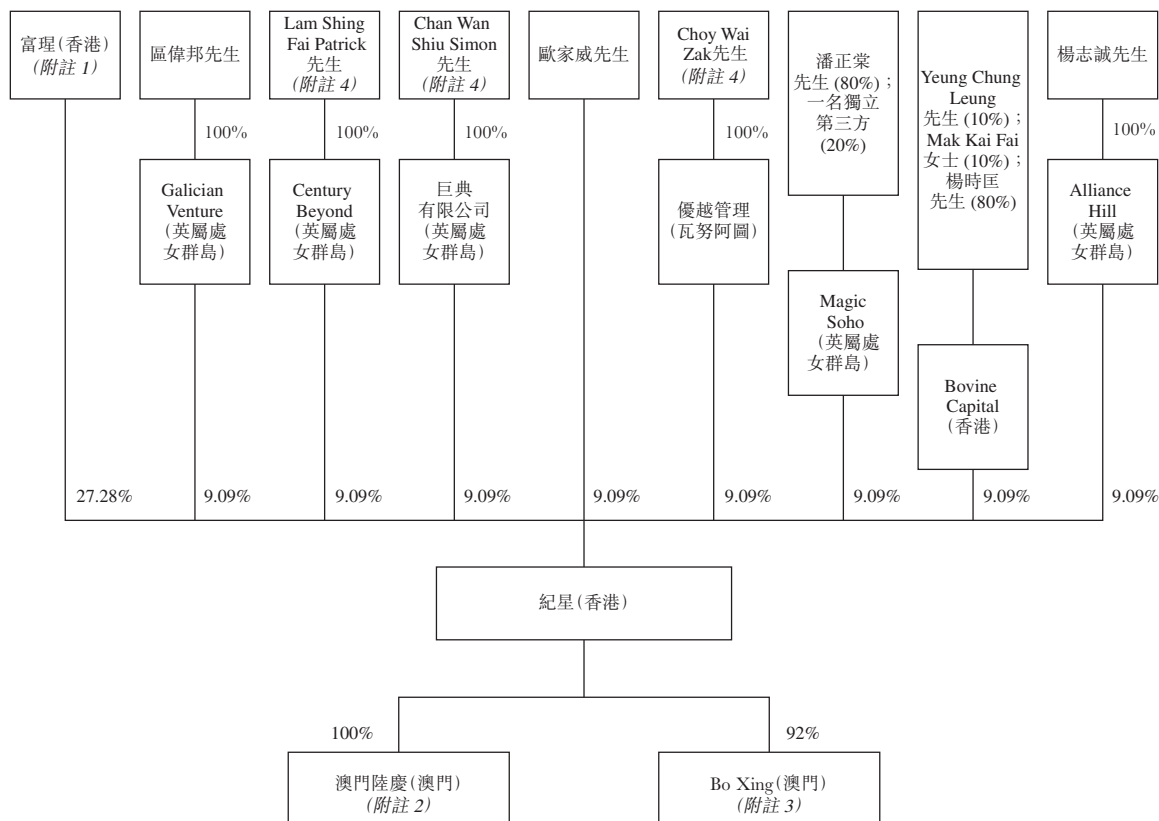 富理(香港)
(附註 1)
區偉邦先生
Lam Shing
Fai Patrick
先生
(附註 4)
Chan Wan
Shiu Simon
先生
(附註 4)
歐家威先生
Choy Wai
Zak先生
(附註 4)
潘正棠
先生 (80%)；
一名獨立
第三方
(20%)
Yeung Chung
Leung
先生 (10%)；
Mak Kai Fai
女士 (10%)；
楊時匡
先生 (80%)
楊志誠先生
100%
100%
100%
100%
100%
Galician
Venture
(英屬處
女群島)
Century
Beyond
(英屬處
女群島)
巨典
有限公司
(英屬處
女群島)
優越管理
(瓦努阿圖)
Alliance
Hill
(英屬處
女群島)
Magic
Soho
(英屬處
女群島)
Bovine
Capital
(香港)
27.28%
9.09%
9.09%
9.09%
9.09%
9.09%
9.09%
9.09%
9.09%
紀星(香港)
100%
92%
澳門陸慶(澳門)
(附註 2)
Bo Xing(澳門)
(附註 3)